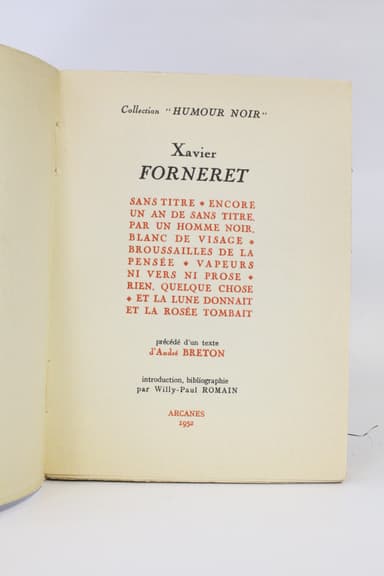 Collection "HUMOUR NOIR"
Xavier
FORNERET
SANS TITRE ◆ ENCORE
UN AN DE SANS TITRE,
PAR UN HOMME NOIR,
BLANC DE VISAGE ◆
BROUSSAILLES DE LA
PENSÉE ◆ VAPEURS
NI VERS NI PROSE ◆
RIEN, QUELQUE CHOSE
◆ ET LA LUNE DONNAIT
ET LA ROSÉE TOMBAIT
précédé d'un texte
d'André BRETON
introduction, bibliographie
par Willy-Paul ROMAIN
ARCANES
1952